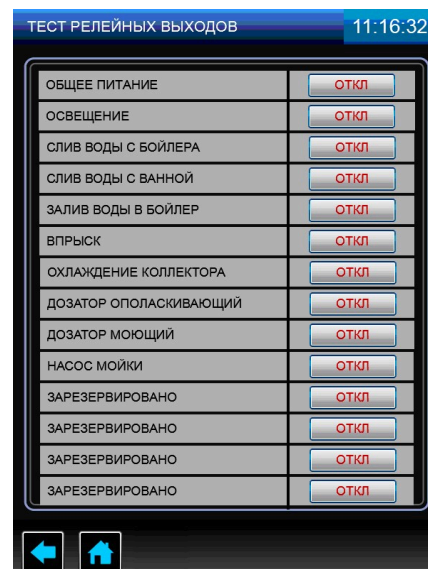 ТЕСТ РЕЛЕЙНЫХ ВЫХОДОВ 11:16:32
ОБЩЕЕ ПИТАНИЕ ОТКЛ
ОСВЕЩЕНИЕ ОТКЛ
СЛИВ ВОДЫ С БОЙЛЕРА ОТКЛ
СЛИВ ВОДЫ С ВАННОЙ ОТКЛ
ЗАЛИВ ВОДЫ В БОЙЛЕР ОТКЛ
ВПРЫСК ОТКЛ
ОХЛАЖДЕНИЕ КОЛЛЕКТОРА ОТКЛ
ДОЗАТОР ОПОЛАСКИВАЮЩИЙ ОТКЛ
ДОЗАТОР МОЮЩИЙ ОТКЛ
НАСОС МОЙКИ ОТКЛ
ЗАРЕЗЕРВИРОВАНО ОТКЛ
ЗАРЕЗЕРВИРОВАНО ОТКЛ
ЗАРЕЗЕРВИРОВАНО ОТКЛ
ЗАРЕЗЕРВИРОВАНО ОТКЛ